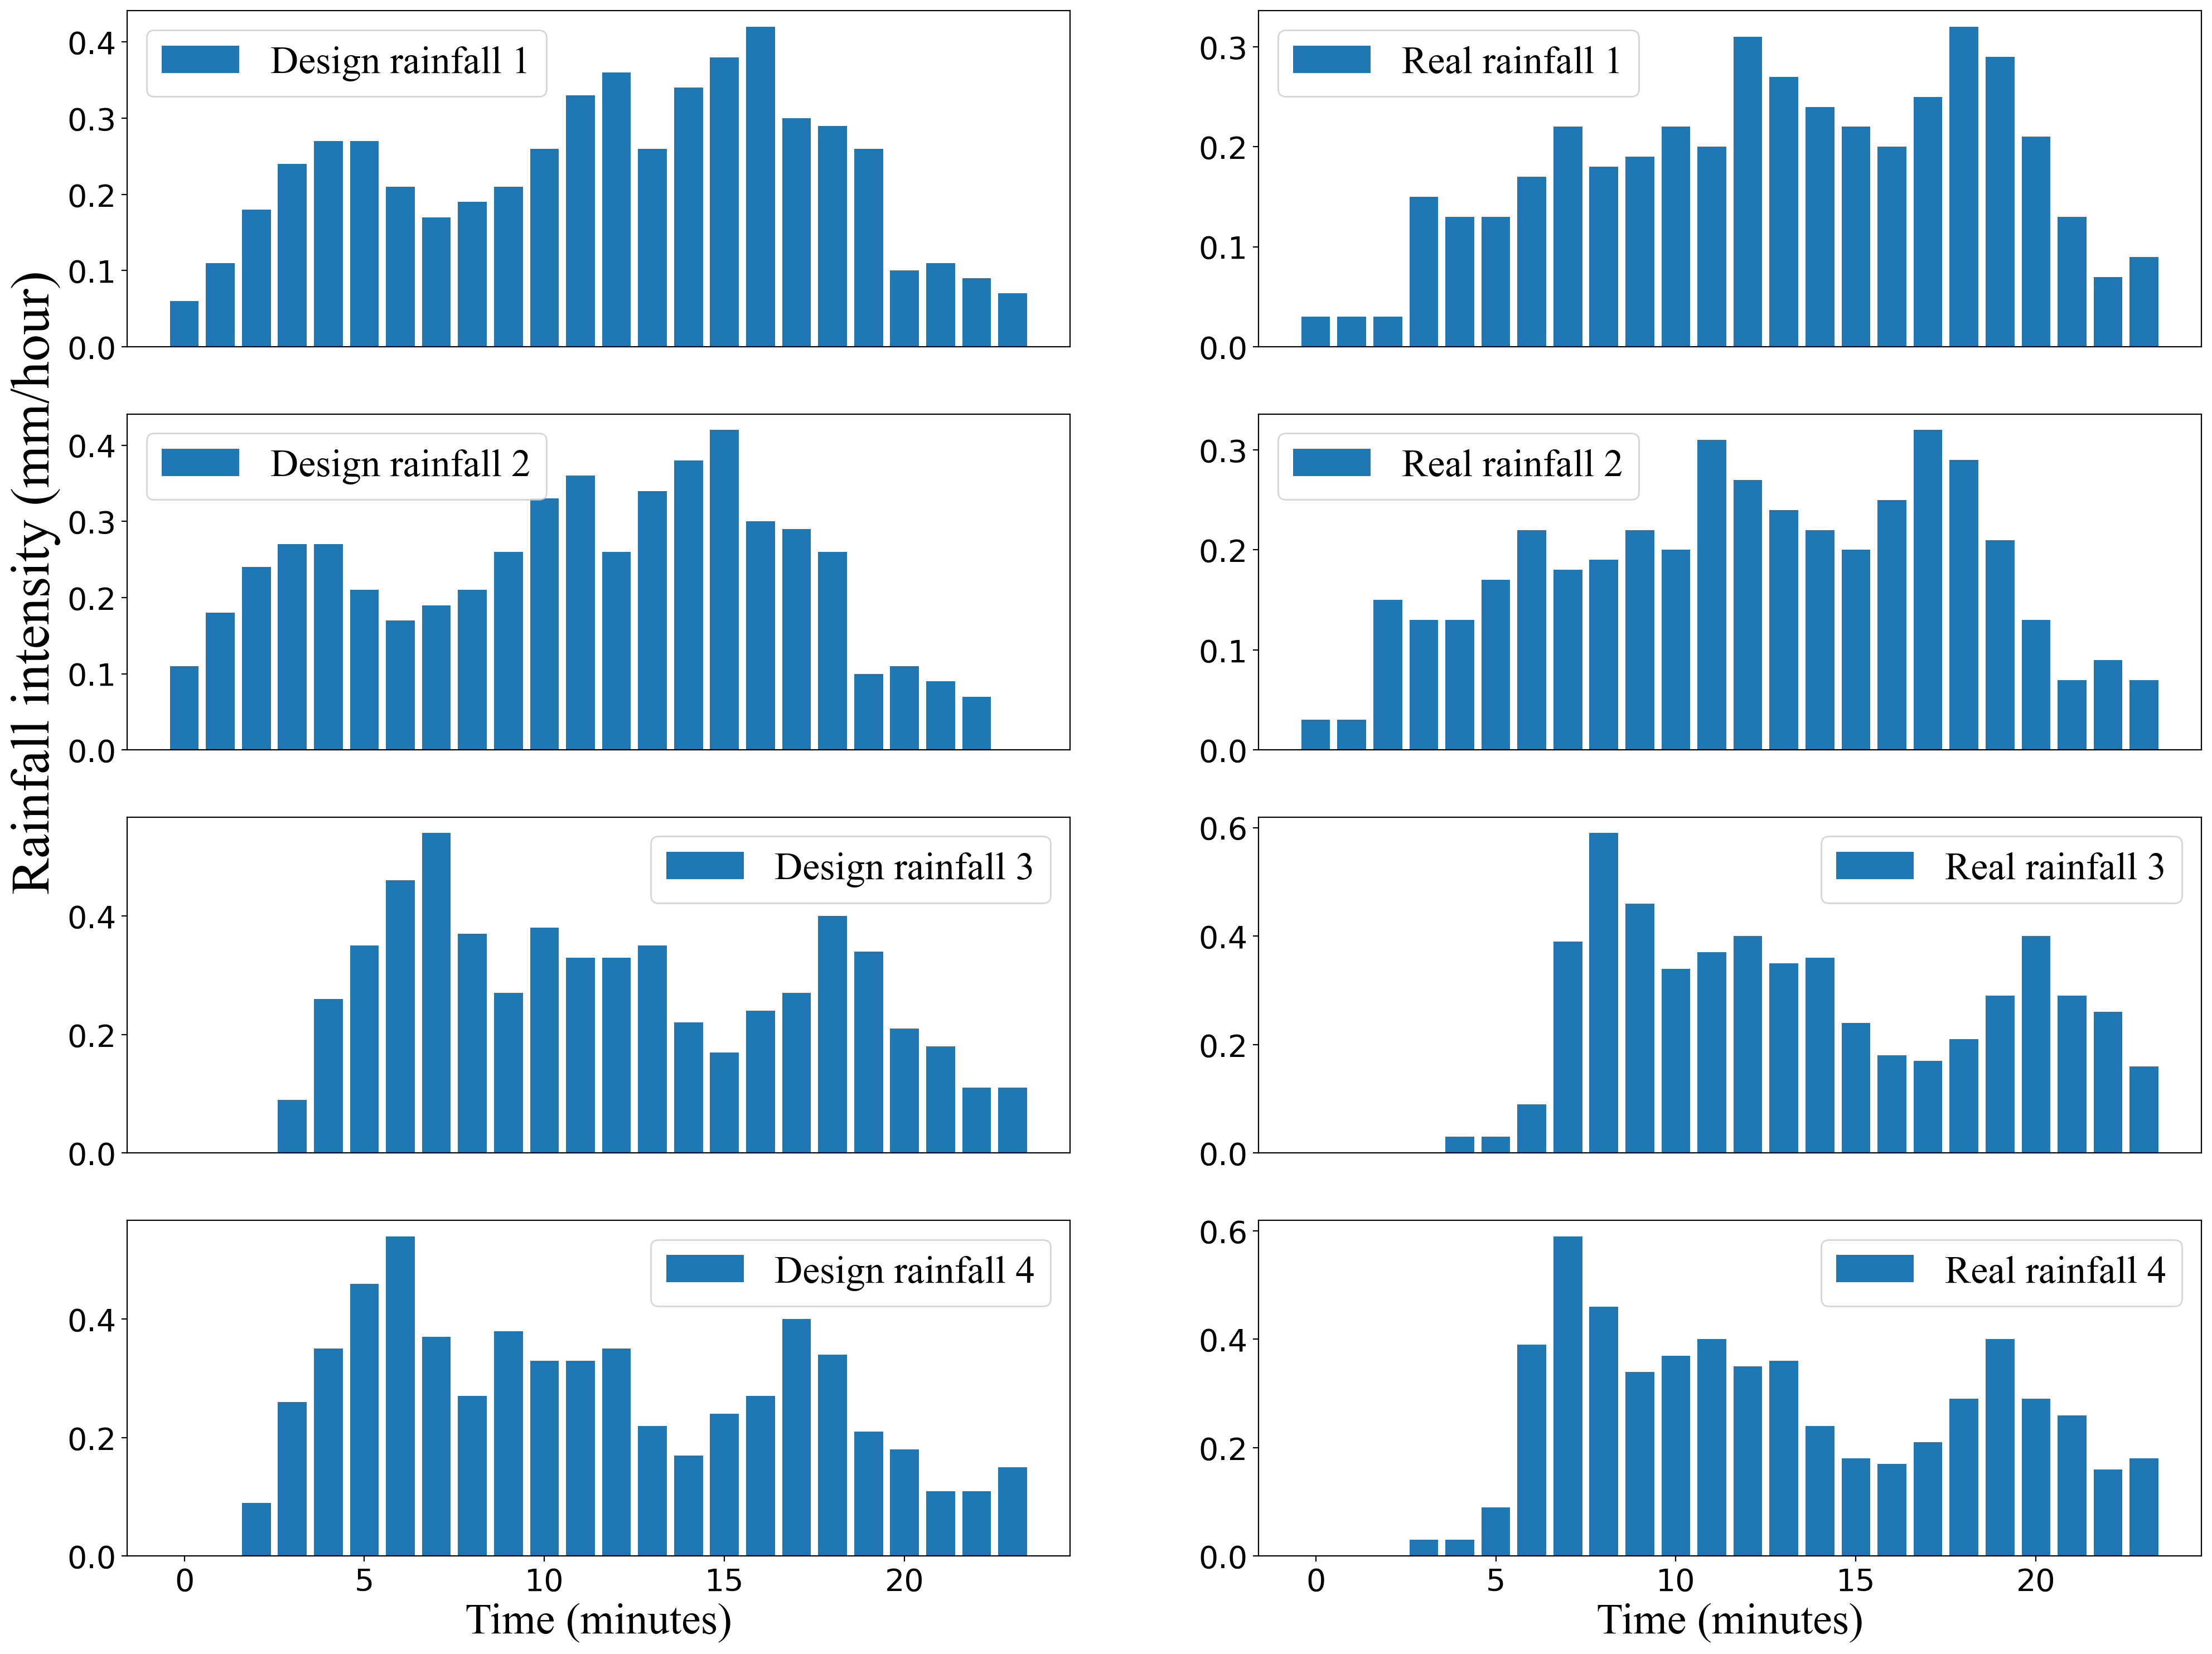 Rainfall intensity (mm/hour)
Design rainfall 1
0.4
0.3
0.2
0.1
0.0
Real rainfall 1
0.3
0.2
0.1
0.0
Design rainfall 2
0.4
0.3
0.2
0.1
0.0
Real rainfall 2
0.3
0.2
0.1
0.0
Design rainfall 3
0.4
0.2
0.0
Real rainfall 3
0.6
0.4
0.2
0.0
Design rainfall 4
0.4
0.2
0.0
0 5 10 15 20
Time (minutes)
Real rainfall 4
0.6
0.4
0.2
0.0
0 5 10 15 20
Time (minutes)